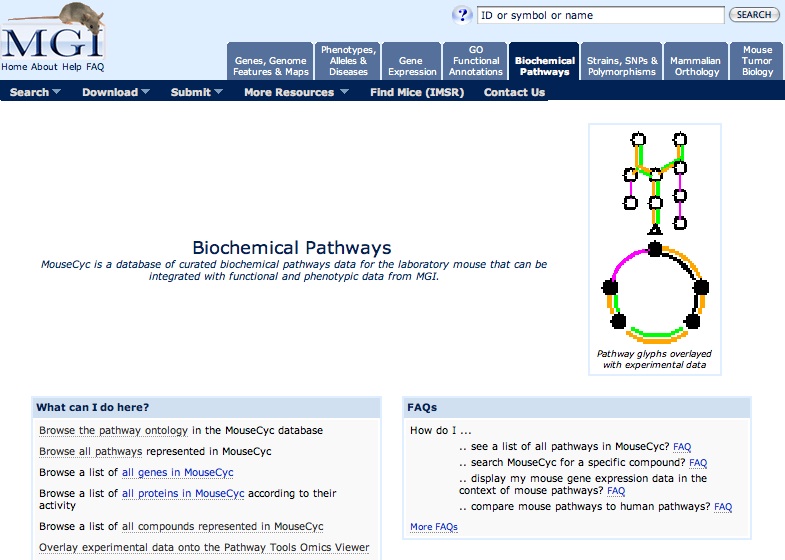 ?
ID or symbol or name
SEARCH
MGI
Home About Help FAQ
Genes, Genome
Features & Maps
Phenotypes,
Alleles &
Diseases
Gene
Expression
GO
Functional
Annotations
Biochemical
Pathways
Strains, SNPs &
Polymorphisms
Mammalian
Orthology
Mouse
Tumor
Biology
Search Download Submit More Resources Find Mice (IMSR) Contact Us
Biochemical Pathways
MouseCyc is a database of curated biochemical pathways data for the laboratory mouse that can be
integrated with functional and phenotypic data from MGI.
Pathway glyphs overlayed
with experimental data
What can I do here?
Browse the pathway ontology in the MouseCyc database
Browse all pathways represented in MouseCyc
Browse a list of all genes in MouseCyc
Browse a list of all proteins in MouseCyc according to their
activity
Browse a list of all compounds represented in MouseCyc
Overlay experimental data onto the Pathway Tools Omics Viewer
FAQs
How do I ...
.. see a list of all pathways in MouseCyc? FAQ
.. search MouseCyc for a specific compound? FAQ
.. display my mouse gene expression data in the
context of mouse pathways? FAQ
.. compare mouse pathways to human pathways? FAQ
More FAQs